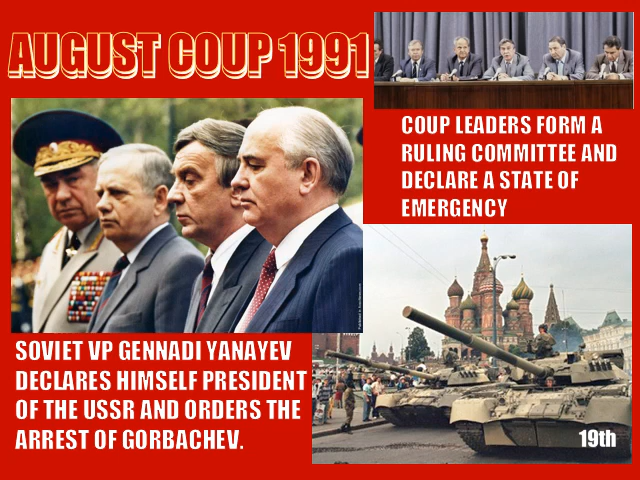 AUGUST COUP 1991
COUP LEADERS FORM A
RULING COMMITTEE AND
DECLARE A STATE OF
EMERGENCY
SOVIET VP GENNADI YANAYEV
DECLARES HIMSELF PRESIDENT
OF THE USSR AND ORDERS THE
ARREST OF GORBACHEV.
19th